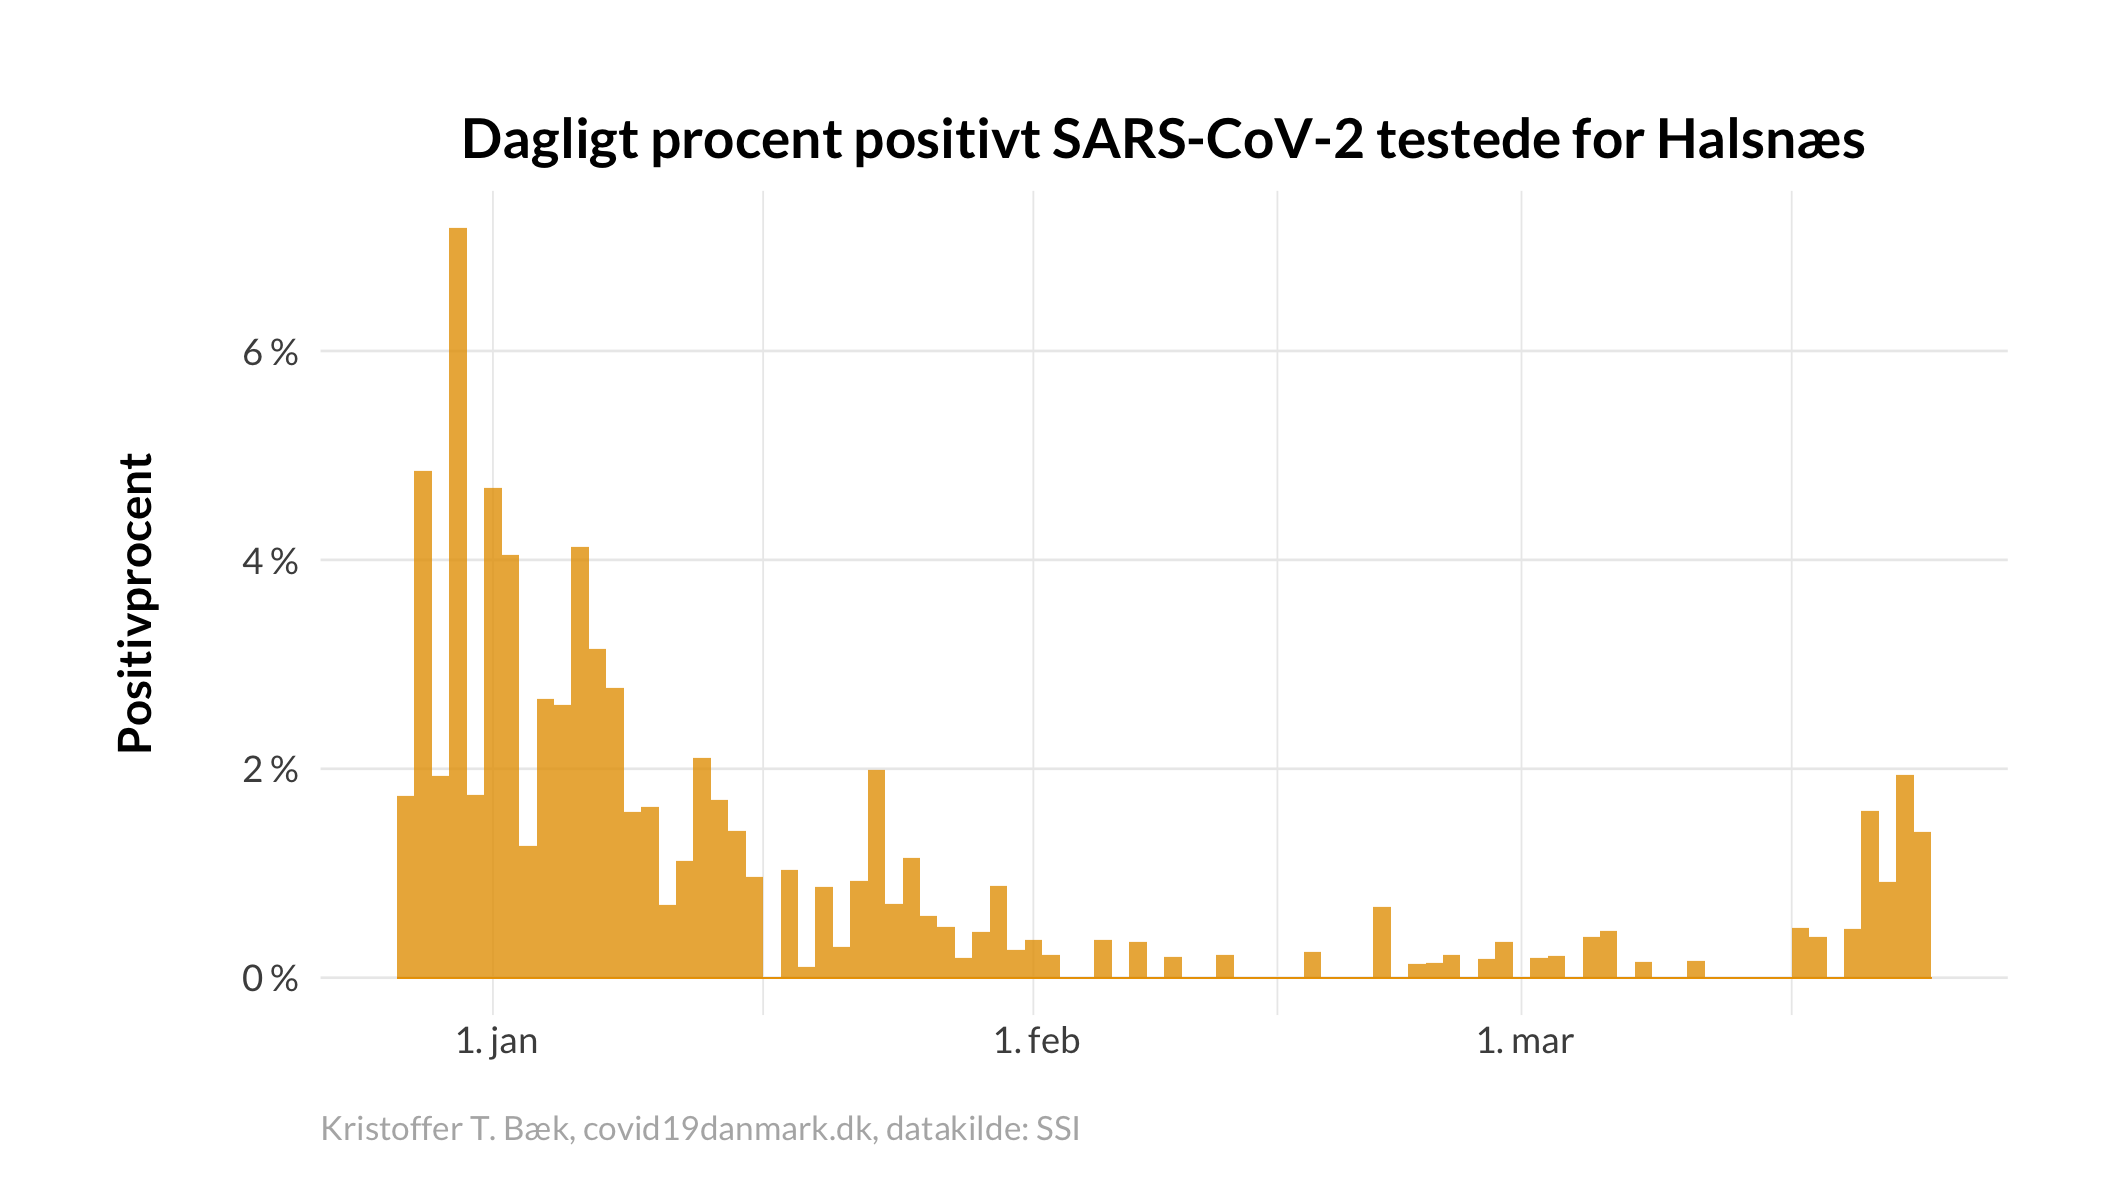 Dagligt procent positivt SARS-CoV-2 testede for Halsnæs
Positivprocent
6 %
4 %
2 %
0 %
1. jan
1. feb
1. mar
Kristoffer T. Bæk, covid19danmark.dk, datakilde: SSI